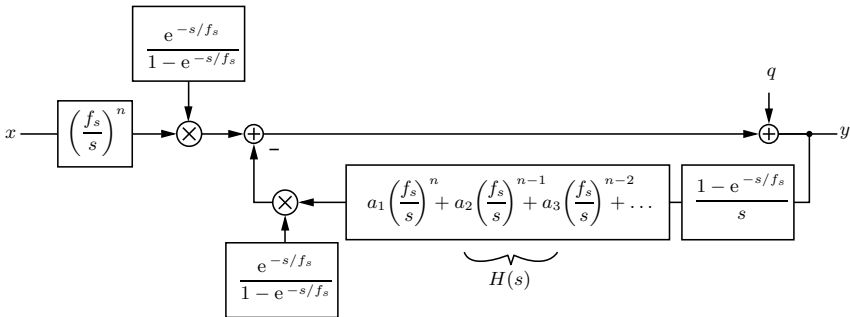 e^{-s/f_s} / (1 − e^{-s/f_s})
q
x
(f_s/s)^n
×
+
−
+
y
×
a_1(f_s/s)^n + a_2(f_s/s)^{n-1} + a_3(f_s/s)^{n-2} + …
(1 − e^{-s/f_s}) / s
H(s)
e^{-s/f_s} / (1 − e^{-s/f_s})